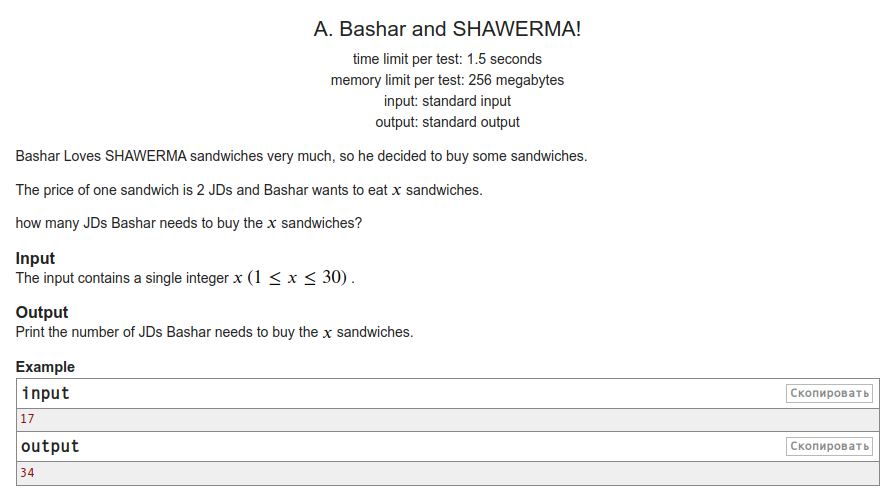 A. Bashar and SHAWERMA!
time limit per test: 1.5 seconds
memory limit per test: 256 megabytes
input: standard input
output: standard output
Bashar Loves SHAWERMA sandwiches very much, so he decided to buy some sandwiches.
The price of one sandwich is 2 JDs and Bashar wants to eat x sandwiches.
how many JDs Bashar needs to buy the x sandwiches?
Input
The input contains a single integer x (1 ≤ x ≤ 30) .
Output
Print the number of JDs Bashar needs to buy the x sandwiches.
Example
input Скопировать
17
output Скопировать
34